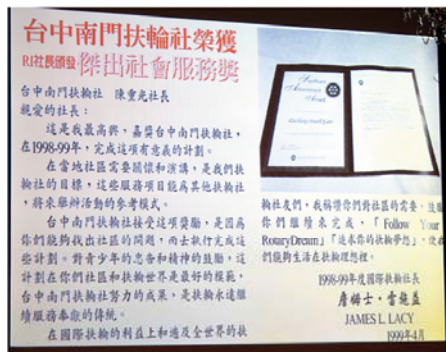 台中南門扶輪社榮獲
RI社長頒發傑出社會服務獎
台中南門扶輪社 陳重光社長
親愛的社長：
這是我最高興，嘉獎台中南門扶輪社，
在1998-99年，完成這項有意義的計劃。
在當地社區需要關懷和演講，是我們扶
輪社的目標，這些服務項目能為其他扶輪社
，將來舉辦活動的參考模式。
台中南門扶輪社接受這項獎勵，是因為
你們能夠找出社區的問題，而去執行完成這
些計劃。對青少年的忠告和精神的鼓勵，這
計劃在你們社區和扶輪世界是最好的模範，
台中南門扶輪社努力的成果，是扶輪永遠繼
續服務奉獻的傳統。
在國際扶輪的利益上和遍及全世界的扶
輪社友們，我稱讚你們對社區的需要，鼓勵
你們繼續來完成，「Follow Your
RotaryDream」「追求你的扶輪夢想」，使
們能夠生活在扶輪理想裡。
1998-99年度國際扶輪社長
詹姆士·雷施益
JAMES L. LACY
1999年4月